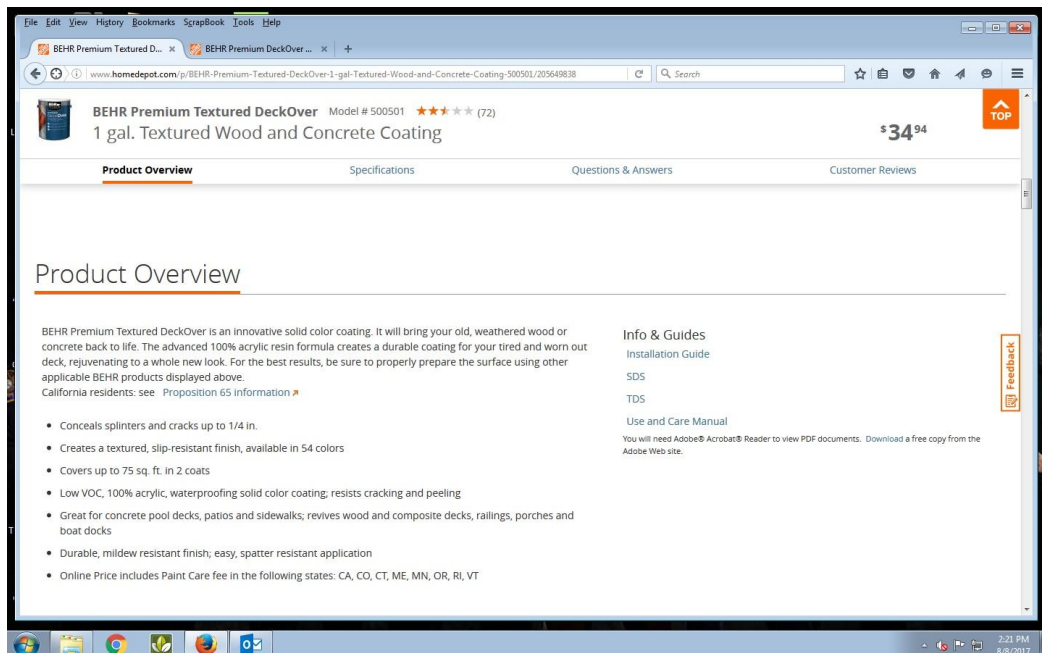 File Edit View History Bookmarks ScrapBook Tools Help
BEHR Premium Textured D... × BEHR Premium DeckOver ... × +
www.homedepot.com/p/BEHR-Premium-Textured-DeckOver-1-gal-Textured-Wood-and-Concrete-Coating-500501/205649838 Search
BEHR Premium Textured DeckOver Model # 500501 (72)
1 gal. Textured Wood and Concrete Coating
$34 94
TOP
Product Overview Specifications Questions & Answers Customer Reviews
Product Overview
BEHR Premium Textured DeckOver is an innovative solid color coating. It will bring your old, weathered wood or
concrete back to life. The advanced 100% acrylic resin formula creates a durable coating for your tired and worn out
deck, rejuvenating to a whole new look. For the best results, be sure to properly prepare the surface using other
applicable BEHR products displayed above.
California residents: see Proposition 65 information
• Conceals splinters and cracks up to 1/4 in.
• Creates a textured, slip-resistant finish, available in 54 colors
• Covers up to 75 sq. ft. in 2 coats
• Low VOC, 100% acrylic, waterproofing solid color coating; resists cracking and peeling
• Great for concrete pool decks, patios and sidewalks; revives wood and composite decks, railings, porches and
boat docks
• Durable, mildew resistant finish; easy, spatter resistant application
• Online Price includes Paint Care fee in the following states: CA, CO, CT, ME, MN, OR, RI, VT
Info & Guides
Installation Guide
SDS
TDS
Use and Care Manual
You will need Adobe® Acrobat® Reader to view PDF documents. Download a free copy from the
Adobe Web site.
Feedback
2:21 PM
8/8/2017